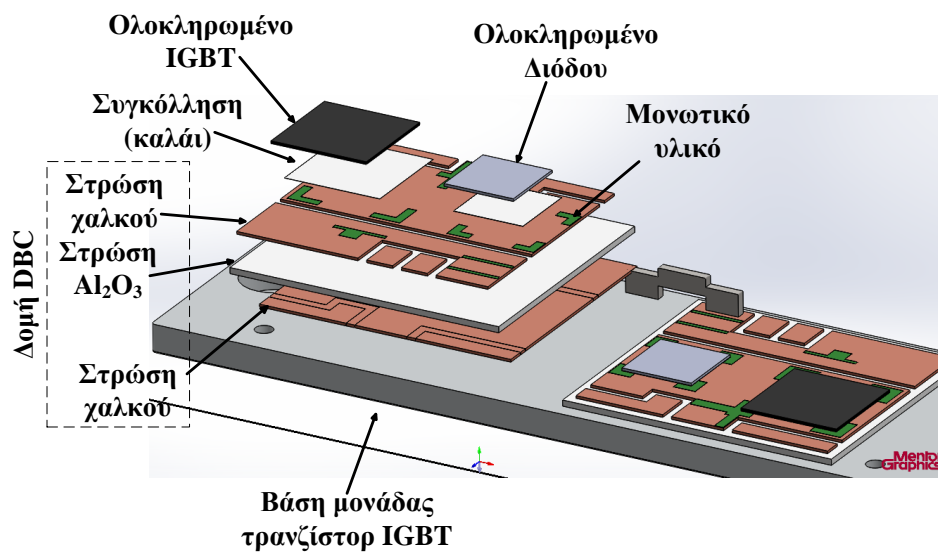 Ολοκληρωμένο
IGBT
Ολοκληρωμένο
Διόδου
Συγκόλληση
(καλάι)
Μονωτικό
υλικό
Στρώση
χαλκού
Στρώση
Al₂O₃
Δομή DBC
Στρώση
χαλκού
Βάση μονάδας
τρανζίστορ IGBT
Mentor
Graphics